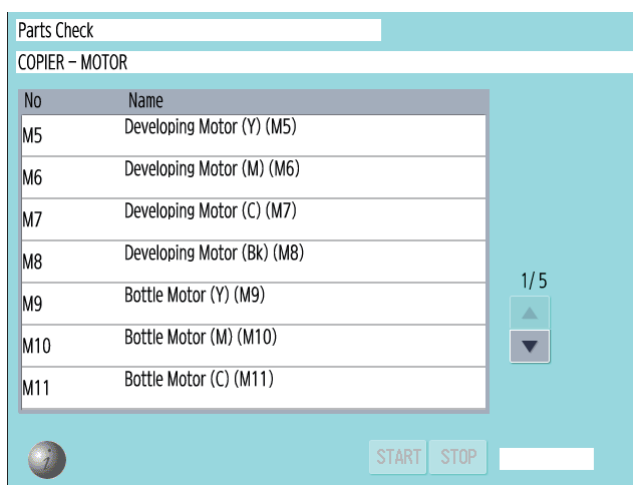 Parts Check
COPIER – MOTOR
No Name
M5 Developing Motor (Y) (M5)
M6 Developing Motor (M) (M6)
M7 Developing Motor (C) (M7)
M8 Developing Motor (Bk) (M8)
M9 Bottle Motor (Y) (M9)
M10 Bottle Motor (M) (M10)
M11 Bottle Motor (C) (M11)
1/5
i
START STOP